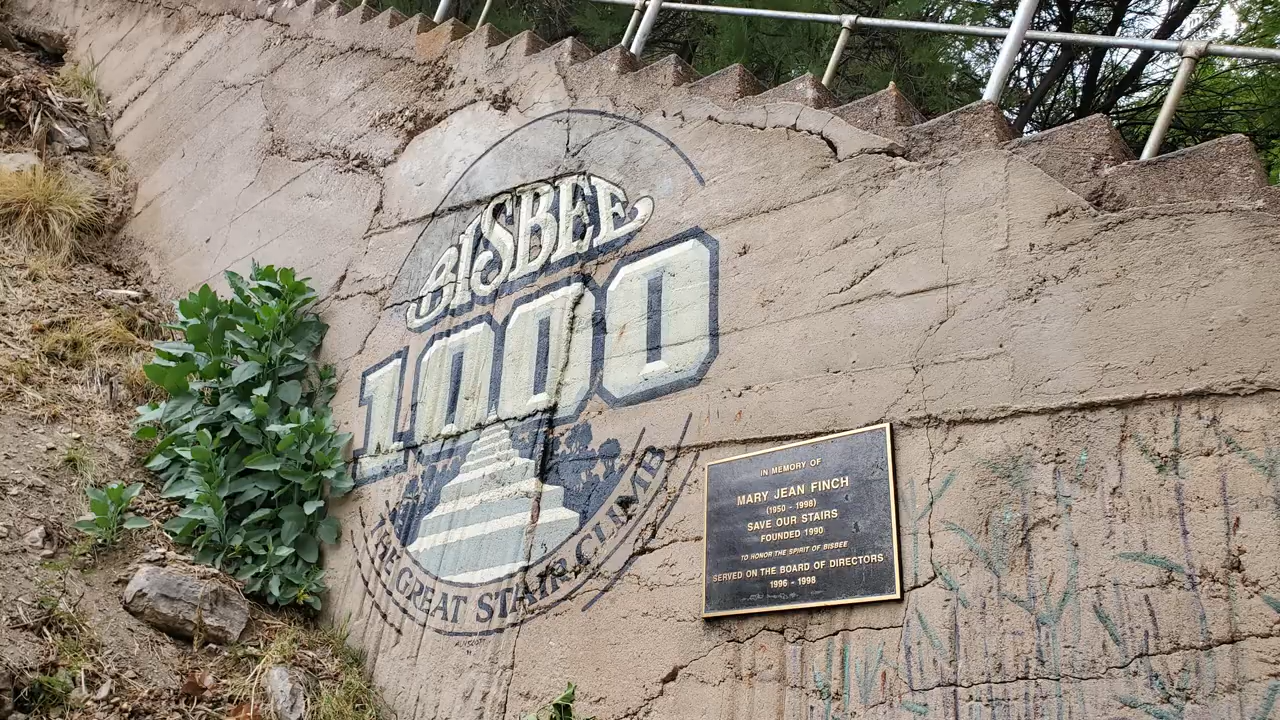 BISBEE
1000
THE GREAT STAIR CLIMB
IN MEMORY OF
MARY JEAN FINCH
(1950 - 1998)
SAVE OUR STAIRS
FOUNDED 1990
TO HONOR THE SPIRIT OF BISBEE
SERVED ON THE BOARD OF DIRECTORS
1996 - 1998